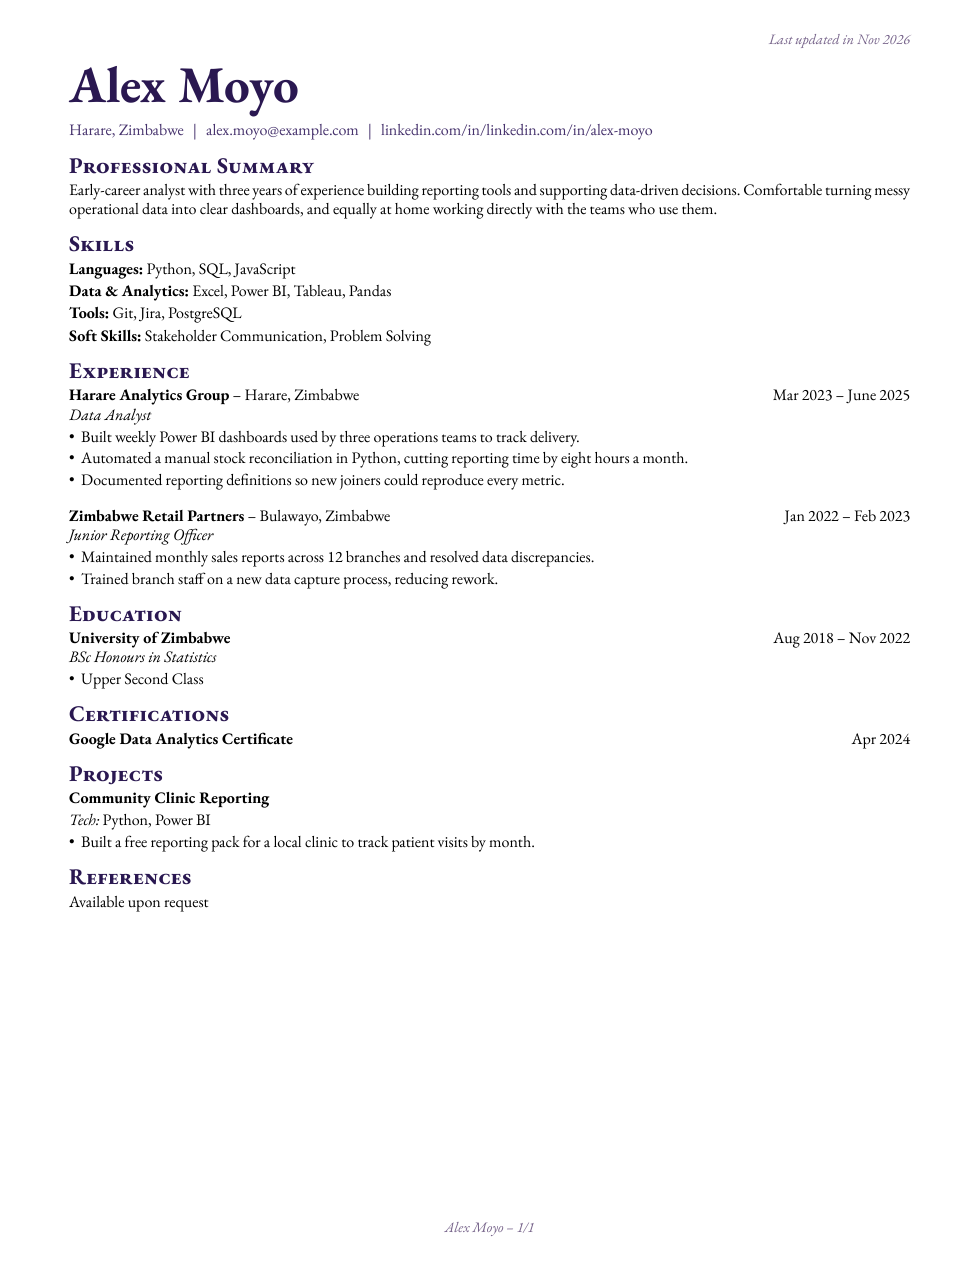 Last updated in Nov 2026
Alex Moyo
Harare, Zimbabwe | alex.moyo@example.com | linkedin.com/in/linkedin.com/in/alex-moyo
Professional Summary
Early-career analyst with three years of experience building reporting tools and supporting data-driven decisions. Comfortable turning messy
operational data into clear dashboards, and equally at home working directly with the teams who use them.
Skills
Languages: Python, SQL, JavaScript
Data & Analytics: Excel, Power BI, Tableau, Pandas
Tools: Git, Jira, PostgreSQL
Soft Skills: Stakeholder Communication, Problem Solving
Experience
Harare Analytics Group – Harare, Zimbabwe Mar 2023 – June 2025
Data Analyst
• Built weekly Power BI dashboards used by three operations teams to track delivery.
• Automated a manual stock reconciliation in Python, cutting reporting time by eight hours a month.
• Documented reporting definitions so new joiners could reproduce every metric.
Zimbabwe Retail Partners – Bulawayo, Zimbabwe Jan 2022 – Feb 2023
Junior Reporting Officer
• Maintained monthly sales reports across 12 branches and resolved data discrepancies.
• Trained branch staff on a new data capture process, reducing rework.
Education
University of Zimbabwe Aug 2018 – Nov 2022
BSc Honours in Statistics
• Upper Second Class
Certifications
Google Data Analytics Certificate Apr 2024
Projects
Community Clinic Reporting
Tech: Python, Power BI
• Built a free reporting pack for a local clinic to track patient visits by month.
References
Available upon request
Alex Moyo – 1/1